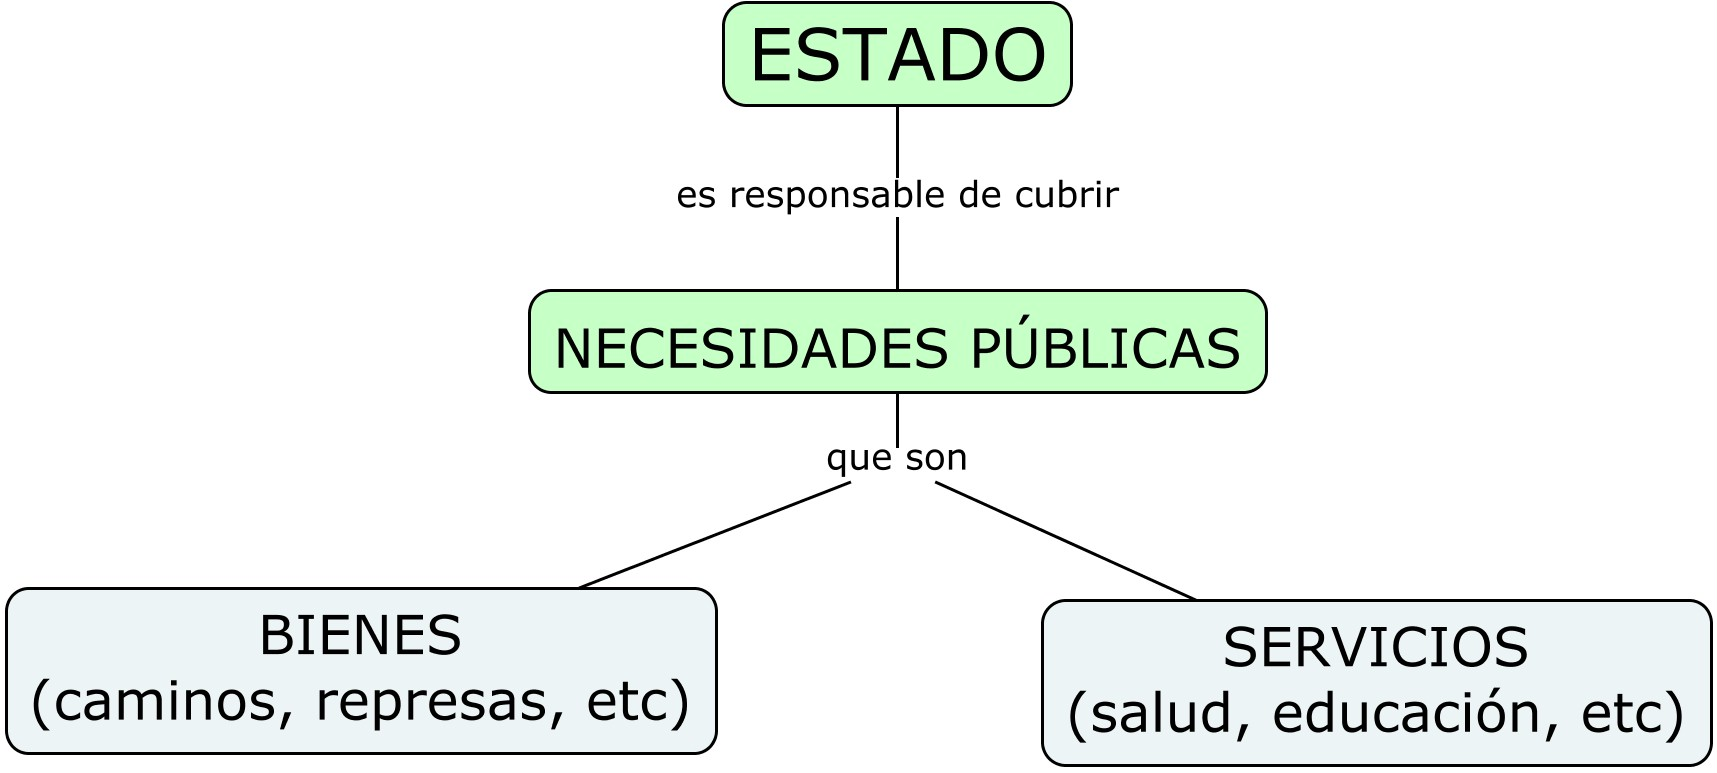 ESTADO
es responsable de cubrir
NECESIDADES PÚBLICAS
que son
BIENES
(caminos, represas, etc)
SERVICIOS
(salud, educación, etc)